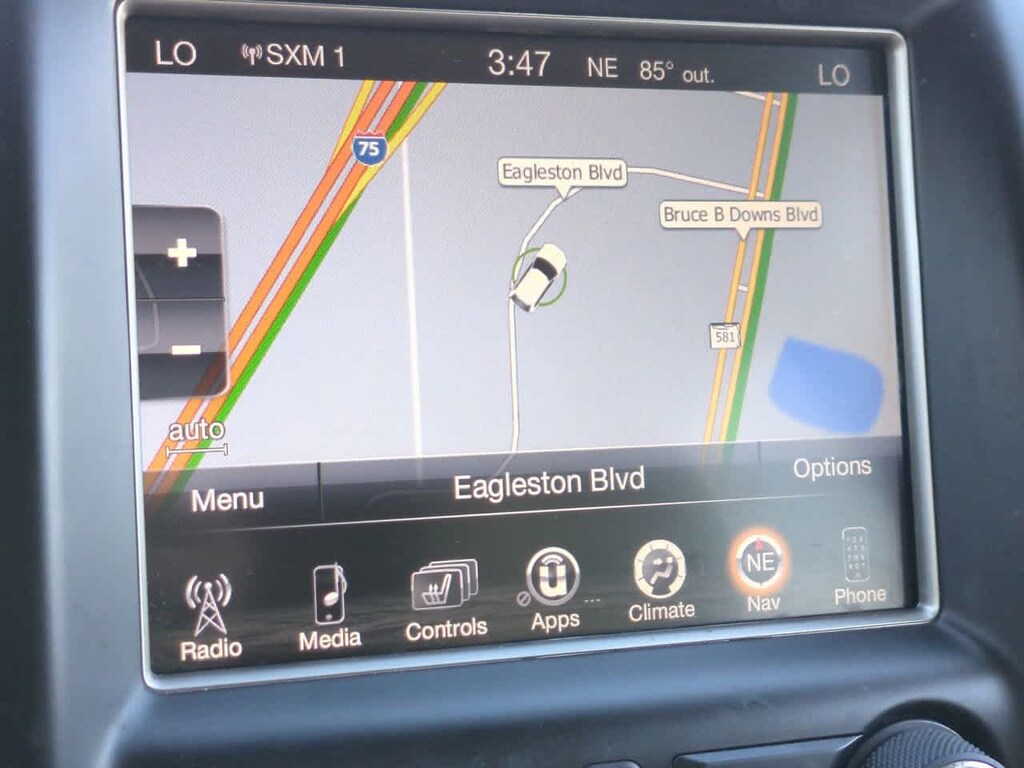 LO SXM 1 3:47 NE 85° out. LO
75
Eagleston Blvd
Bruce B Downs Blvd
+
581
−
auto
Menu Eagleston Blvd Options
NE
Radio Media Controls Apps ... Climate Nav Phone